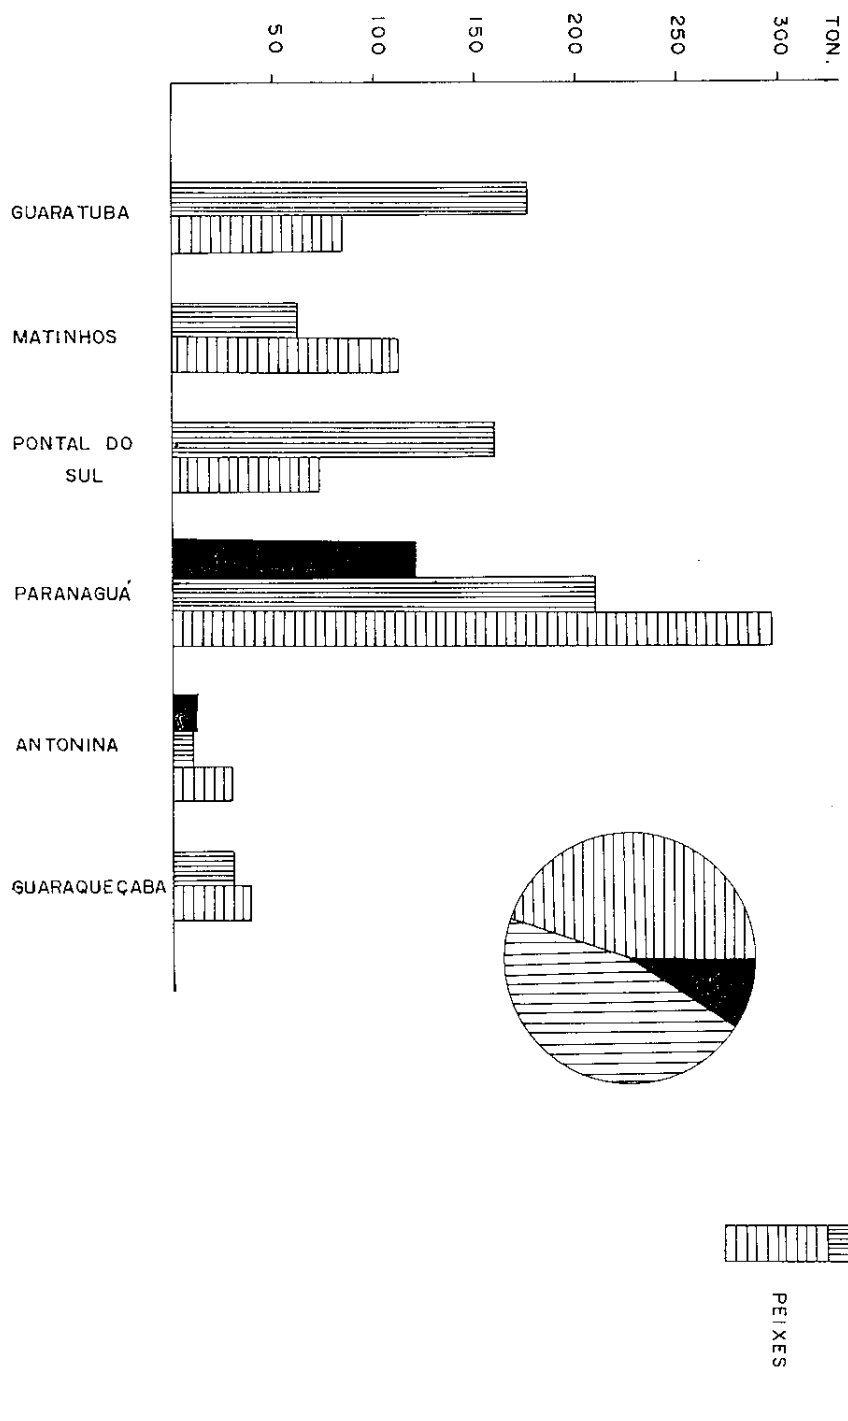 50
100
150
200
250
300
TON.
GUARATUBA
MATINHOS
PONTAL DO
SUL
PARANAGUÁ
ANTONINA
GUARAQUEÇABA
PEIXES